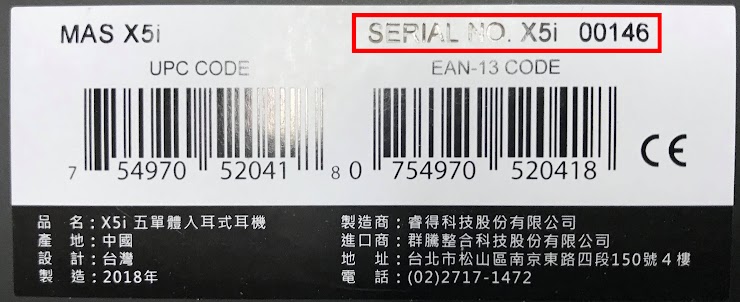 MAS X5i
SERIAL NO. X5i 00146
UPC CODE
EAN-13 CODE
7 54970 52041 8
0 754970 520418
CE
品 名：X5i 五單體入耳式耳機
產 地：中國
設 計：台灣
製 造：2018年
製造商：睿得科技股份有限公司
進口商：群騰整合科技股份有限公司
地 址：台北市松山區南京東路四段150號4樓
電 話：(02)2717-1472